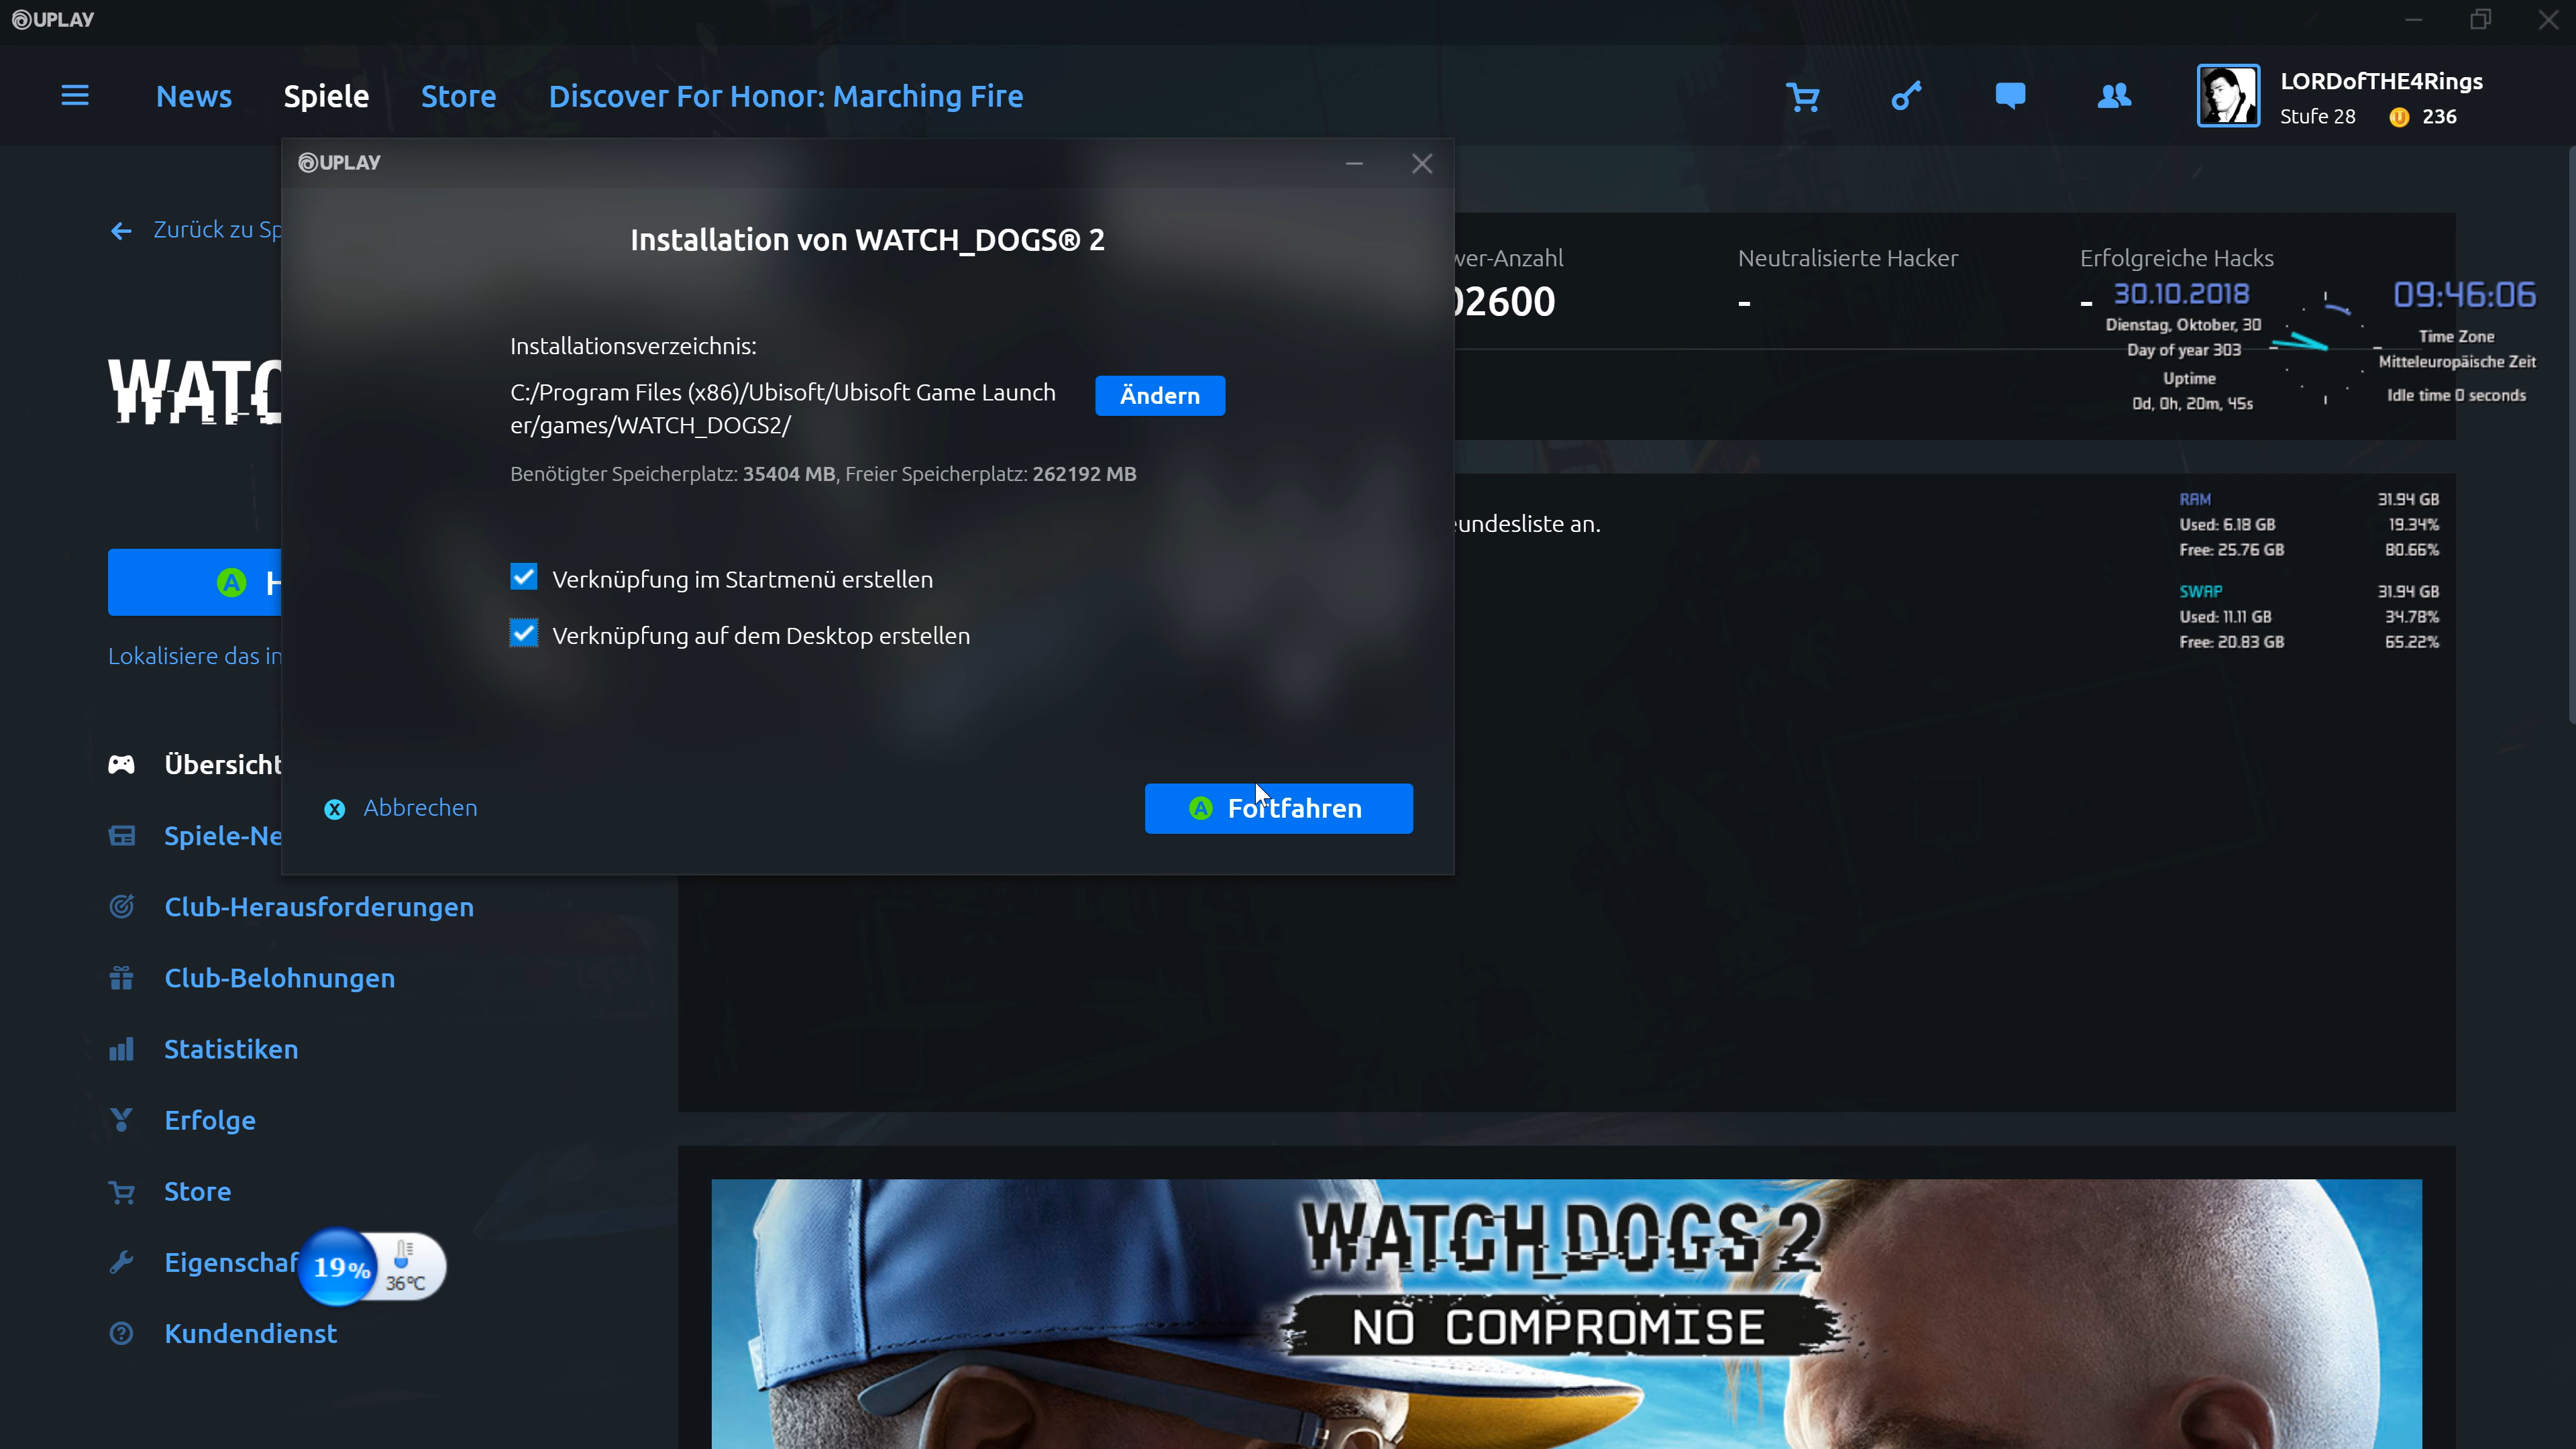 UPLAY
News Spiele Store Discover For Honor: Marching Fire
LORDofTHE4Rings
Stufe 28 236
UPLAY
Zurück zu Sp
Installation von WATCH_DOGS® 2
Installationsverzeichnis:
C:/Program Files (x86)/Ubisoft/Ubisoft Game Launch
er/games/WATCH_DOGS2/
Ändern
Benötigter Speicherplatz: 35404 MB, Freier Speicherplatz: 262192 MB
Verknüpfung im Startmenü erstellen
Verknüpfung auf dem Desktop erstellen
X Abbrechen
A Fortfahren
wer-Anzahl
02600
Neutralisierte Hacker
-
Erfolgreiche Hacks
-
30.10.2018
Dienstag, Oktober, 30
Day of year 303
Uptime
0d, 0h, 20m, 45s
09:46:06
Time Zone
Mitteleuropäische Zeit
Idle time 0 seconds
eundesliste an.
RAM 31.94 GB
Used: 6.18 GB 19.34%
Free: 25.76 GB 80.66%
SWAP 31.94 GB
Used: 11.11 GB 34.78%
Free: 20.83 GB 65.22%
WATC
A H
Lokalisiere das in
Übersicht
Spiele-Ne
Club-Herausforderungen
Club-Belohnungen
Statistiken
Erfolge
Store
Eigenschaf
19%
36°C
Kundendienst
WATCH_DOGS 2
NO COMPROMISE